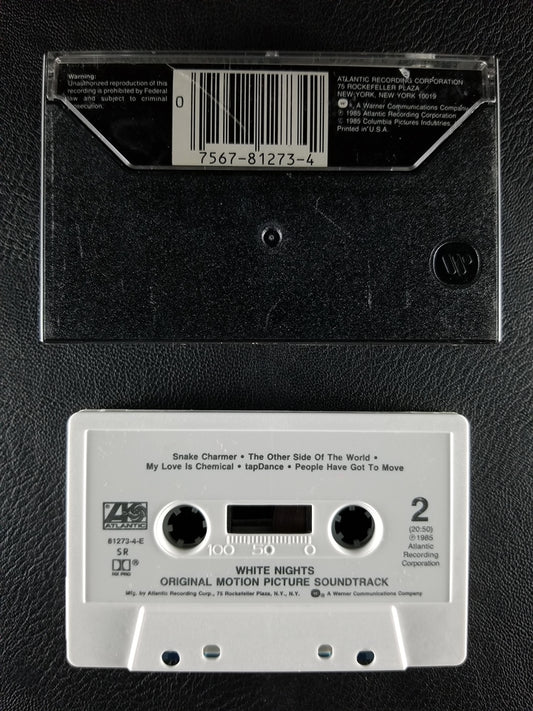 Warning:
Unauthorized reproduction of this
recording is prohibited by Federal
law and subject to criminal
prosecution.
0
7567-81273-4
ATLANTIC RECORDING CORPORATION
75 ROCKEFELLER PLAZA
NEW YORK, NEW YORK 10019
®, A Warner Communications Company
℗ 1985 Atlantic Recording Corporation
© 1985 Columbia Pictures Industries
Printed in U.S.A.
UP
Snake Charmer • The Other Side Of The World •
My Love Is Chemical • tapDance • People Have Got To Move
ATLANTIC
81273-4-E
SR
DX PRO
100 50 0
2
(20:50)
℗ 1985
Atlantic
Recording
Corporation
WHITE NIGHTS
ORIGINAL MOTION PICTURE SOUNDTRACK
Mfg. by Atlantic Recording Corp., 75 Rockefeller Plaza, N.Y., N.Y. ® A Warner Communications Company